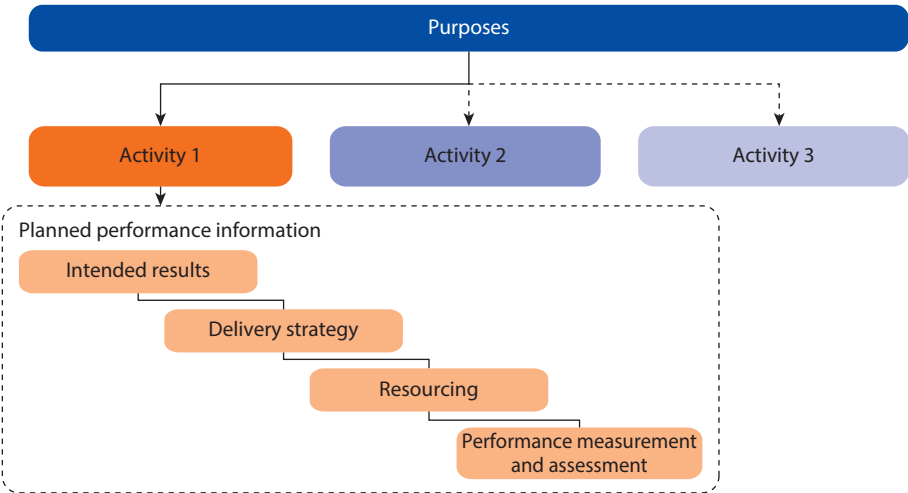 Purposes
Activity 1
Activity 2
Activity 3
Planned performance information
Intended results
Delivery strategy
Resourcing
Performance measurement
and assessment